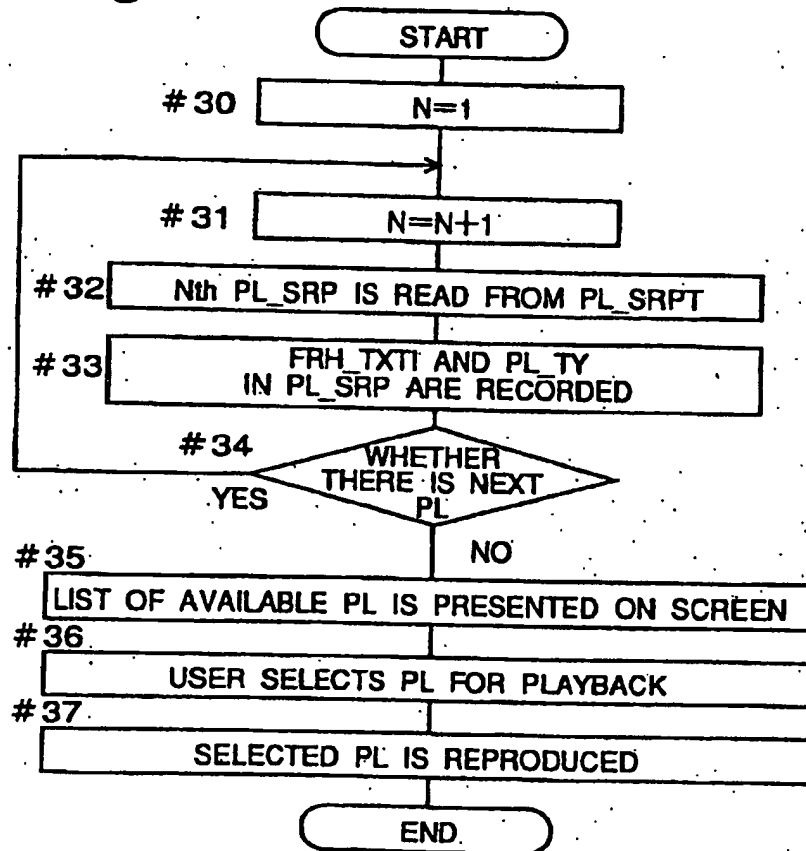 START
#30
N=1
#31
N=N+1
#32
Nth PL_SRP IS READ FROM PL_SRPT
#33
FRH_TXTI AND PL_TY
IN PL_SRP ARE RECORDED
#34
WHETHER
THERE IS NEXT
PL
YES
NO
#35
LIST OF AVAILABLE PL IS PRESENTED ON SCREEN
#36
USER SELECTS PL FOR PLAYBACK
#37
SELECTED PL IS REPRODUCED
END